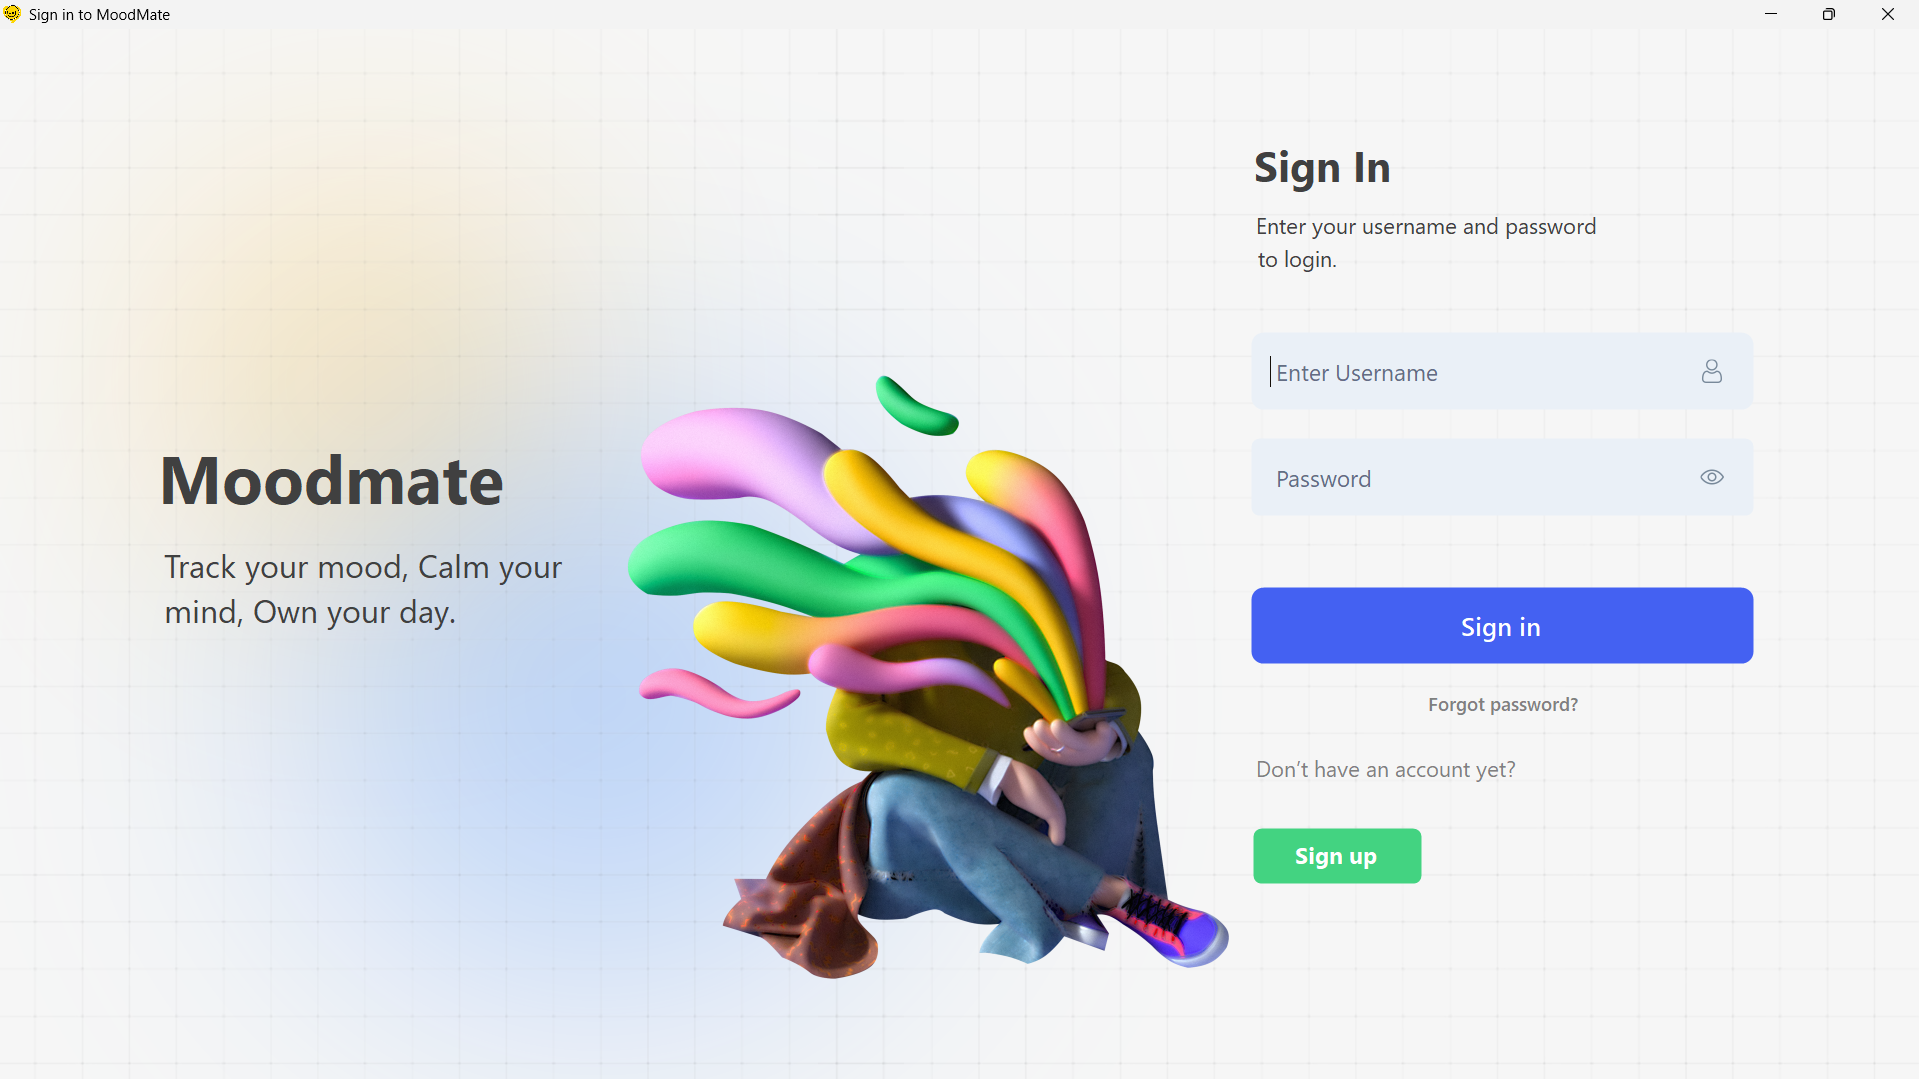 Sign in to MoodMate
Moodmate
Track your mood, Calm your
mind, Own your day.
Sign In
Enter your username and password
to login.
Enter Username
Password
Sign in
Forgot password?
Don't have an account yet?
Sign up